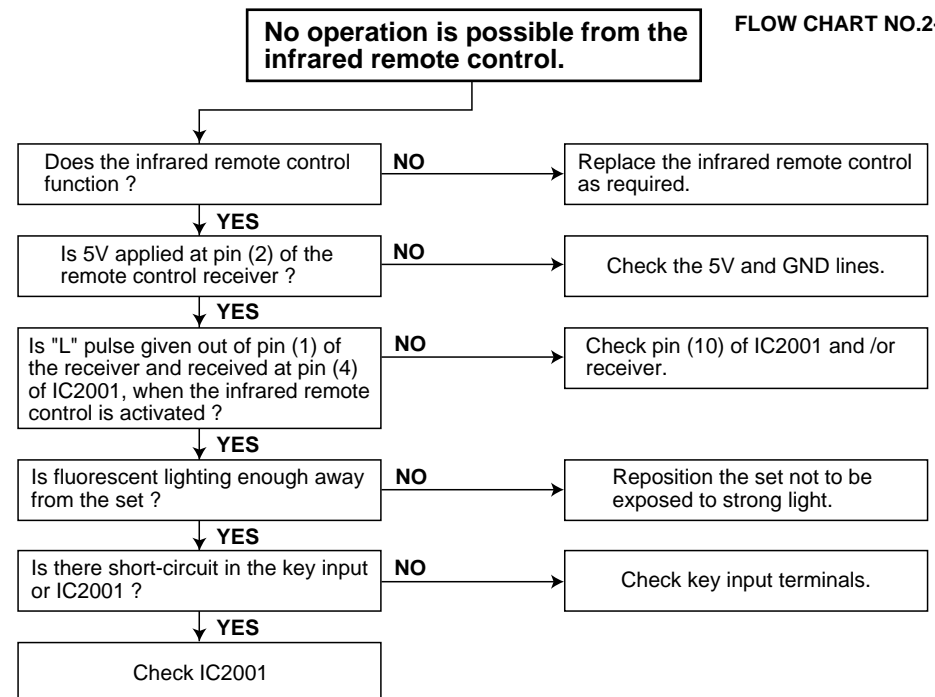 No operation is possible from the
infrared remote control.
FLOW CHART NO.2-
Does the infrared remote control
function ?
NO
Replace the infrared remote control
as required.
YES
Is 5V applied at pin (2) of the
remote control receiver ?
NO
Check the 5V and GND lines.
YES
Is "L" pulse given out of pin (1) of
the receiver and received at pin (4)
of IC2001, when the infrared remote
control is activated ?
NO
Check pin (10) of IC2001 and /or
receiver.
YES
Is fluorescent lighting enough away
from the set ?
NO
Reposition the set not to be
exposed to strong light.
YES
Is there short-circuit in the key input
or IC2001 ?
NO
Check key input terminals.
YES
Check IC2001